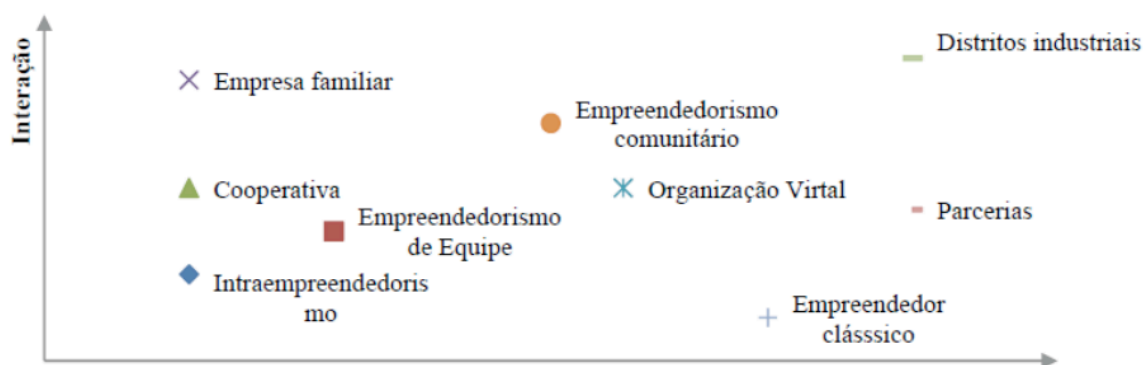 Interação
Distritos industriais
Empresa familiar
Empreendedorismo
comunitário
Cooperativa
Organização Virtal
Parcerias
Empreendedorismo
de Equipe
Intraempreendedoris
mo
Empreendedor
clásssico